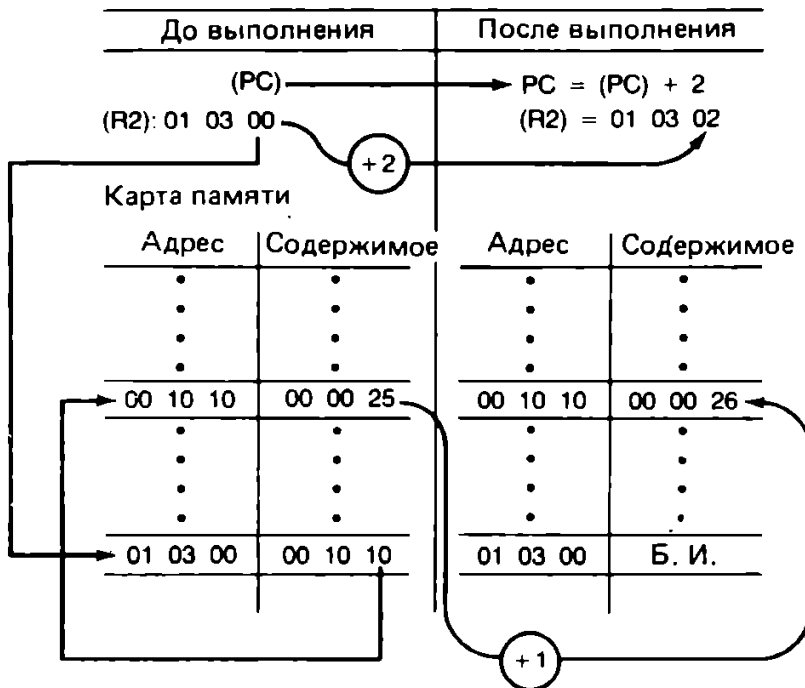 До выполнения После выполнения
(PC) PC = (PC) + 2
(R2): 01 03 00 (R2) = 01 03 02
+2
Карта памяти
Адрес Содержимое Адрес Содержимое
00 10 10 00 00 25 00 10 10 00 00 26
01 03 00 00 10 10 01 03 00 Б. И.
+1